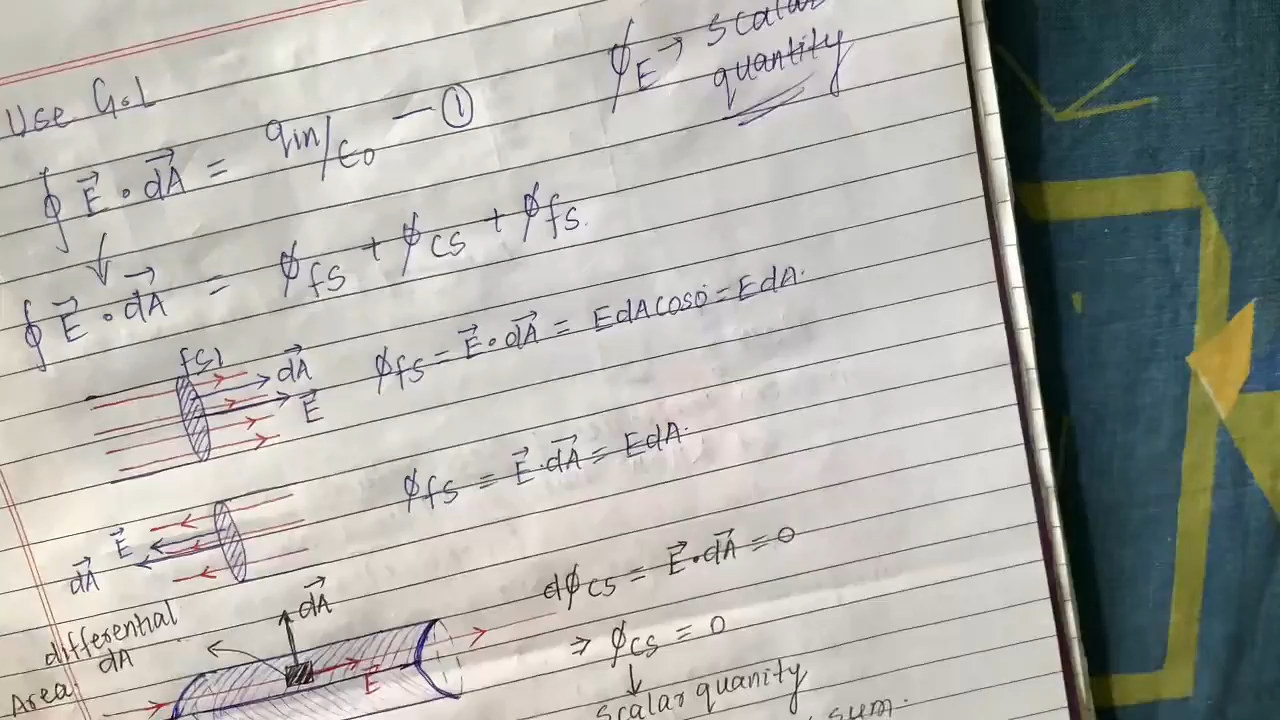 ϕE → scalar
quantity
Use G.L
∮ E⃗ • dA⃗ = qin/ε₀ — ①
∮ E⃗ • dA⃗ = ϕfs + ϕcs + ϕfs.
fs1
dA⃗
E⃗
ϕfs = E⃗ • dA⃗ = EdAcos0 = EdA.
ϕfs = E⃗ · dA⃗ = EdA.
E⃗
dA⃗
dϕcs = E⃗ • dA⃗ = 0
⇒ ϕcs = 0
↓
scalar quanity
sum.
differential
Area dA
dA⃗
E